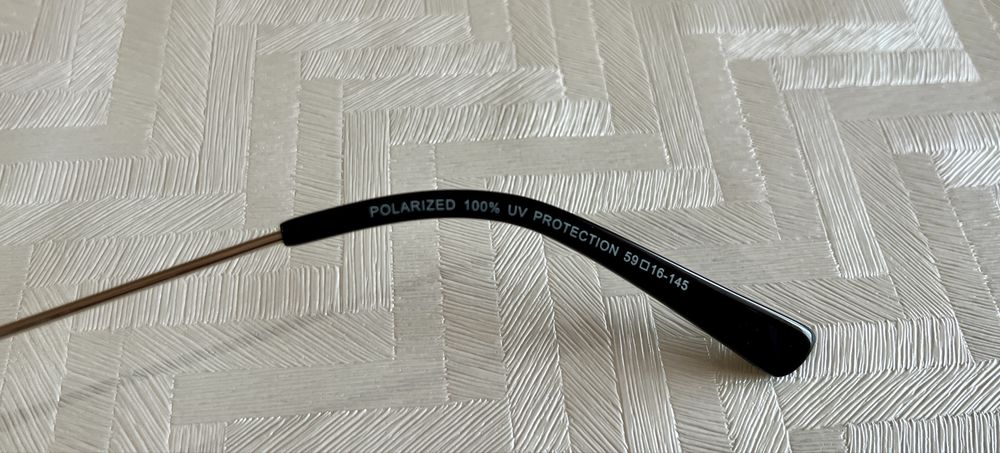 POLARIZED 100% UV PROTECTION 59□16-145